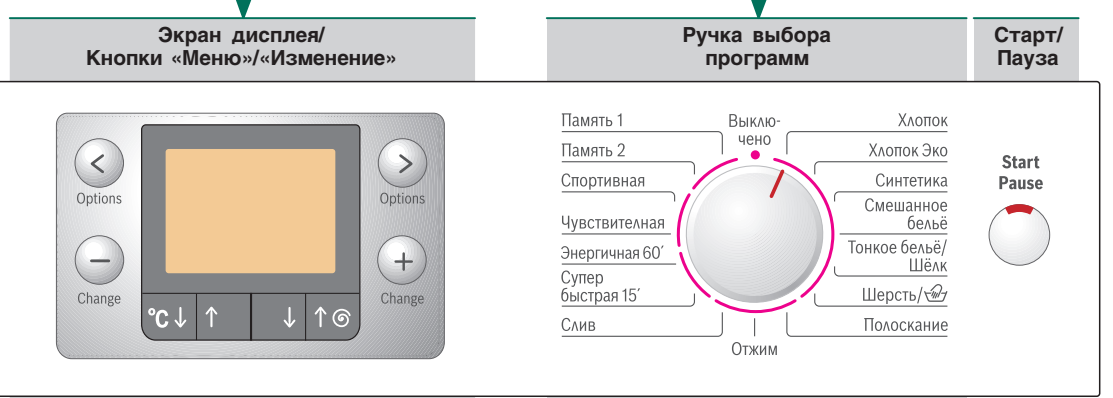 Экран дисплея/
Кнопки «Меню»/«Изменение»
Ручка выбора
программ
Старт/
Пауза
Options
Options
Change
Change
°C ↓ ↑ ↓ ↑
Память 1
Память 2
Спортивная
Чувствительная
Энергичная 60′
Супер
быстрая 15′
Слив
Выклю-
чено
Отжим
Хлопок
Хлопок Эко
Синтетика
Смешанное
бельё
Тонкое бельё/
Шёлк
Шерсть/
Полоскание
Start
Pause